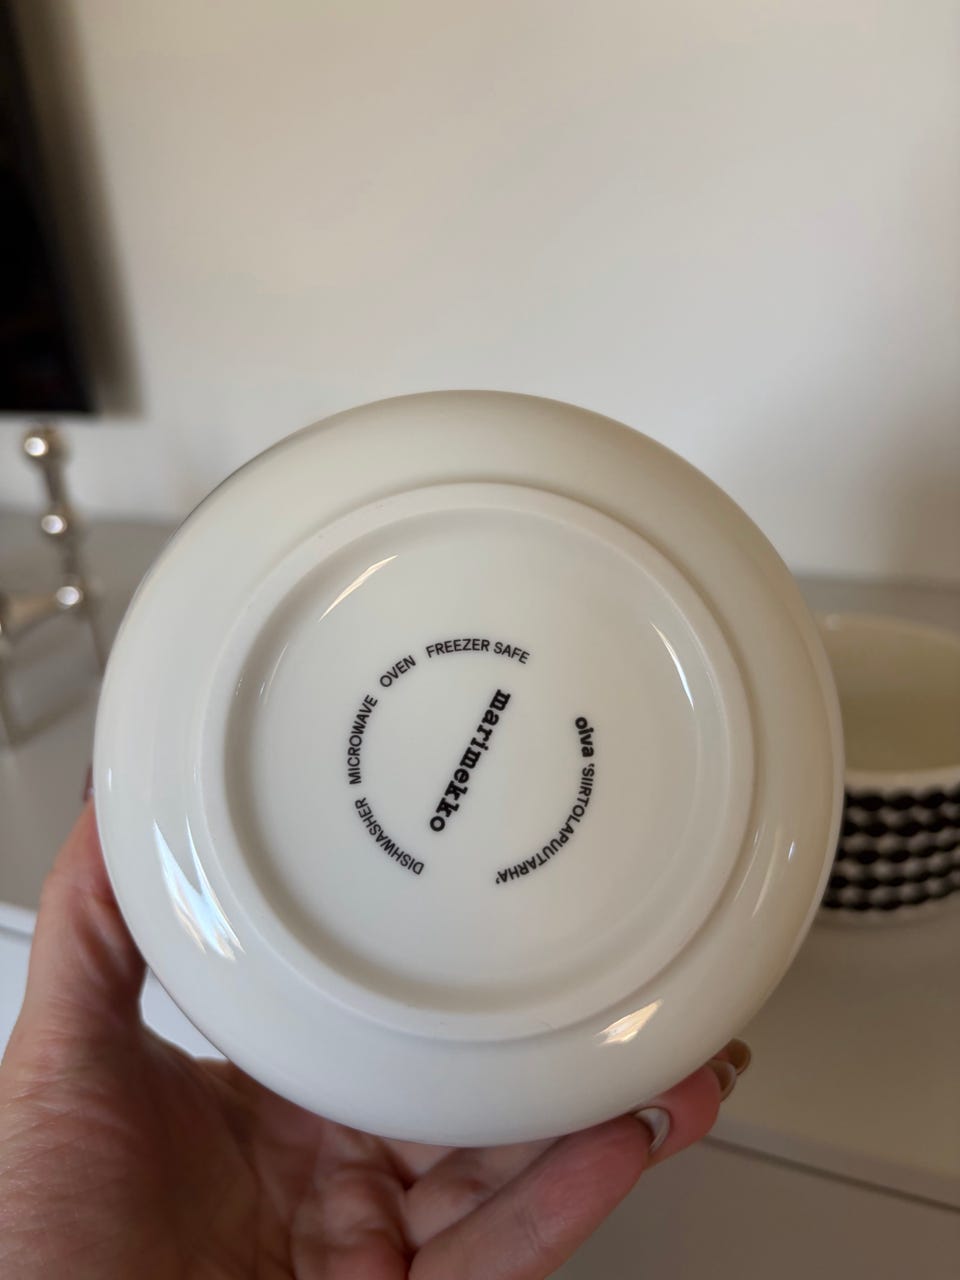 DISHWASHER MICROWAVE OVEN FREEZER SAFE
marimekko
oiva 'SIIRTOLAPUUTARHA'